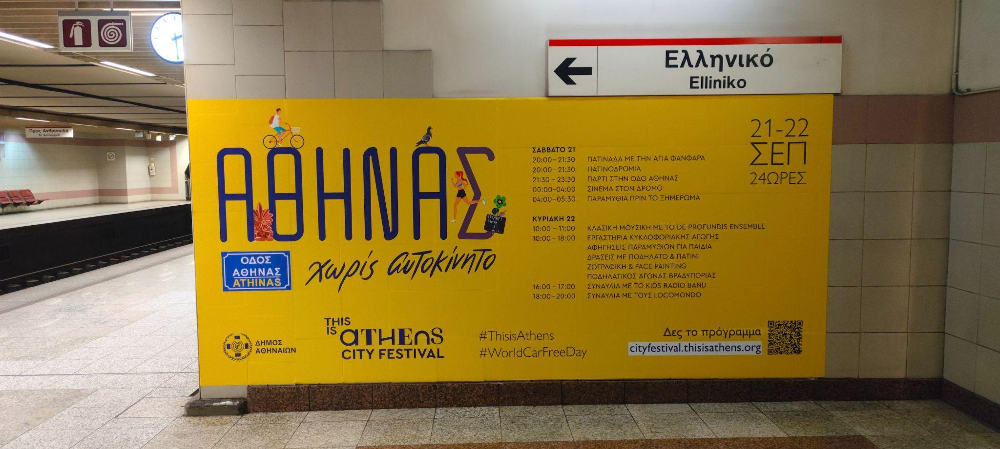 Προς Ανθούπολη
To Anthoupoli
Ελληνικό
Elliniko
ΑΘΗΝΑΣ
χωρίς αυτοκίνητο
ΟΔΟΣ
ΑΘΗΝΑΣ
ATHINAS
ΘΥΜΑΡΙ
Thyme
21-22
ΣΕΠ
24ΩΡΕΣ
ΣΑΒΒΑΤΟ 21
20:00 – 21:30 ΠΑΤΙΝΑΔΑ ΜΕ ΤΗΝ ΑΓΙΑ ΦΑΝΦΑΡΑ
20:00 – 21:30 ΠΑΤΙΝΟΔΡΟΜΙΑ
21:30 – 23:30 ΠΑΡΤΙ ΣΤΗΝ ΟΔΟ ΑΘΗΝΑΣ
00:00–04:00 ΣΙΝΕΜΑ ΣΤΟΝ ΔΡΟΜΟ
04:00–05:30 ΠΑΡΑΜΥΘΙΑ ΠΡΙΝ ΤΟ ΞΗΜΕΡΩΜΑ
ΚΥΡΙΑΚΗ 22
10:00 – 11:00 ΚΛΑΣΙΚΗ ΜΟΥΣΙΚΗ ΜΕ ΤΟ DE PROFUNDIS ENSEMBLE
10:00 – 18:00 ΕΡΓΑΣΤΗΡΙΑ ΚΥΚΛΟΦΟΡΙΑΚΗΣ ΑΓΩΓΗΣ
ΑΦΗΓΗΣΕΙΣ ΠΑΡΑΜΥΘΙΩΝ ΓΙΑ ΠΑΙΔΙΑ
ΔΡΑΣΕΙΣ ΜΕ ΠΟΔΗΛΑΤΟ & ΠΑΤΙΝΙ
ΖΩΓΡΑΦΙΚΗ & FACE PAINTING
ΠΟΔΗΛΑΤΙΚΟΣ ΑΓΩΝΑΣ ΒΡΑΔΥΠΟΡΙΑΣ
16:00 – 17:00 ΣΥΝΑΥΛΙΑ ΜΕ ΤΟ KIDS RADIO BAND
18:00–20:00 ΣΥΝΑΥΛΙΑ ΜΕ ΤΟΥΣ LOCOMONDO
ΔΗΜΟΣ
ΑΘΗΝΑΙΩΝ
THIS
IS aTHEnS
CITY FESTIVAL
#ThisisAthens
#WorldCarFreeDay
Δες το πρόγραμμα
cityfestival.thisisathens.org